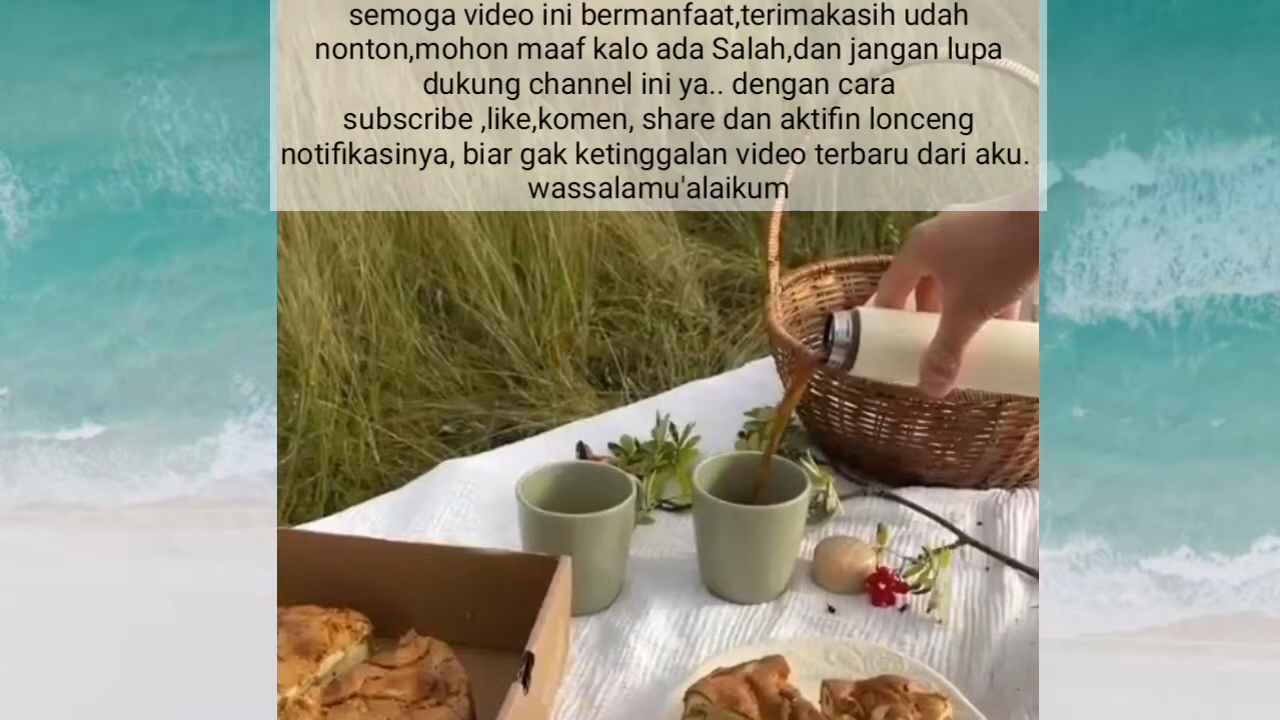 semoga video ini bermanfaat,terimakasih udah
nonton,mohon maaf kalo ada Salah,dan jangan lupa
dukung channel ini ya.. dengan cara
subscribe ,like,komen, share dan aktifin lonceng
notifikasinya, biar gak ketinggalan video terbaru dari aku.
wassalamu'alaikum